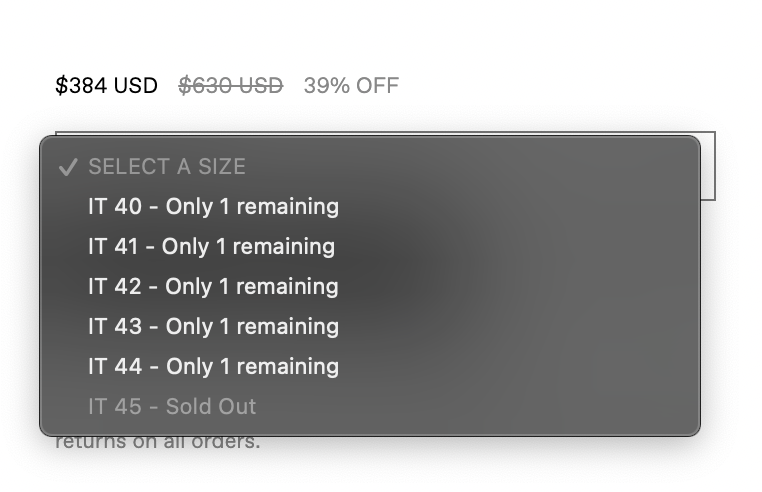 $384 USD $630 USD 39% OFF
✓ SELECT A SIZE
IT 40 - Only 1 remaining
IT 41 - Only 1 remaining
IT 42 - Only 1 remaining
IT 43 - Only 1 remaining
IT 44 - Only 1 remaining
IT 45 - Sold Out
returns on all orders.